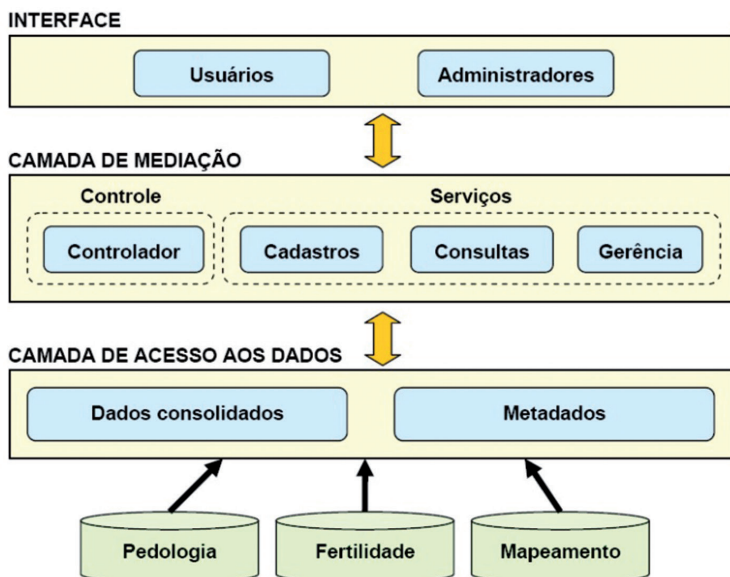 INTERFACE
Usuários Administradores
CAMADA DE MEDIAÇÃO
Controle Serviços
Controlador Cadastros Consultas Gerência
CAMADA DE ACESSO AOS DADOS
Dados consolidados Metadados
Pedologia Fertilidade Mapeamento